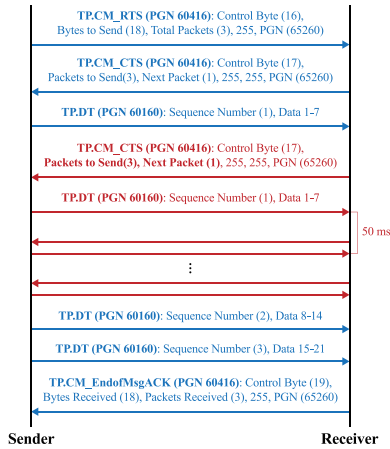 TP.CM_RTS (PGN 60416): Control Byte (16),
Bytes to Send (18), Total Packets (3), 255, PGN (65260)
TP.CM_CTS (PGN 60416): Control Byte (17),
Packets to Send(3), Next Packet (1), 255, 255, PGN (65260)
TP.DT (PGN 60160): Sequence Number (1), Data 1-7
TP.CM_CTS (PGN 60416): Control Byte (17),
Packets to Send(3), Next Packet (1), 255, 255, PGN (65260)
TP.DT (PGN 60160): Sequence Number (1), Data 1-7
50 ms
⋮
TP.DT (PGN 60160): Sequence Number (2), Data 8-14
TP.DT (PGN 60160): Sequence Number (3), Data 15-21
TP.CM_EndofMsgACK (PGN 60416): Control Byte (19),
Bytes Received (18), Packets Received (3), 255, PGN (65260)
Sender Receiver